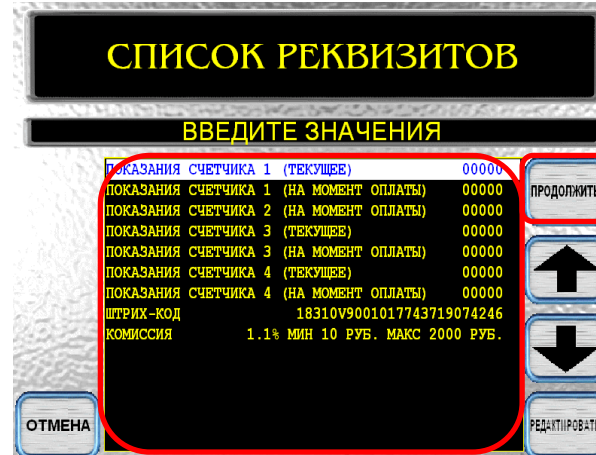 СПИСОК РЕКВИЗИТОВ
ВВЕДИТЕ ЗНАЧЕНИЯ
ПОКАЗАНИЯ СЧЕТЧИКА 1 (ТЕКУЩЕЕ) 00000
ПОКАЗАНИЯ СЧЕТЧИКА 1 (НА МОМЕНТ ОПЛАТЫ) 00000
ПОКАЗАНИЯ СЧЕТЧИКА 2 (НА МОМЕНТ ОПЛАТЫ) 00000
ПОКАЗАНИЯ СЧЕТЧИКА 3 (ТЕКУЩЕЕ) 00000
ПОКАЗАНИЯ СЧЕТЧИКА 3 (НА МОМЕНТ ОПЛАТЫ) 00000
ПОКАЗАНИЯ СЧЕТЧИКА 4 (ТЕКУЩЕЕ) 00000
ПОКАЗАНИЯ СЧЕТЧИКА 4 (НА МОМЕНТ ОПЛАТЫ) 00000
ШТРИХ-КОД 18310V9001017743719074246
КОМИССИЯ 1.1% МИН 10 РУБ. МАКС 2000 РУБ.
ПРОДОЛЖИТЬ
ОТМЕНА
РЕДАКТИРОВАТЬ